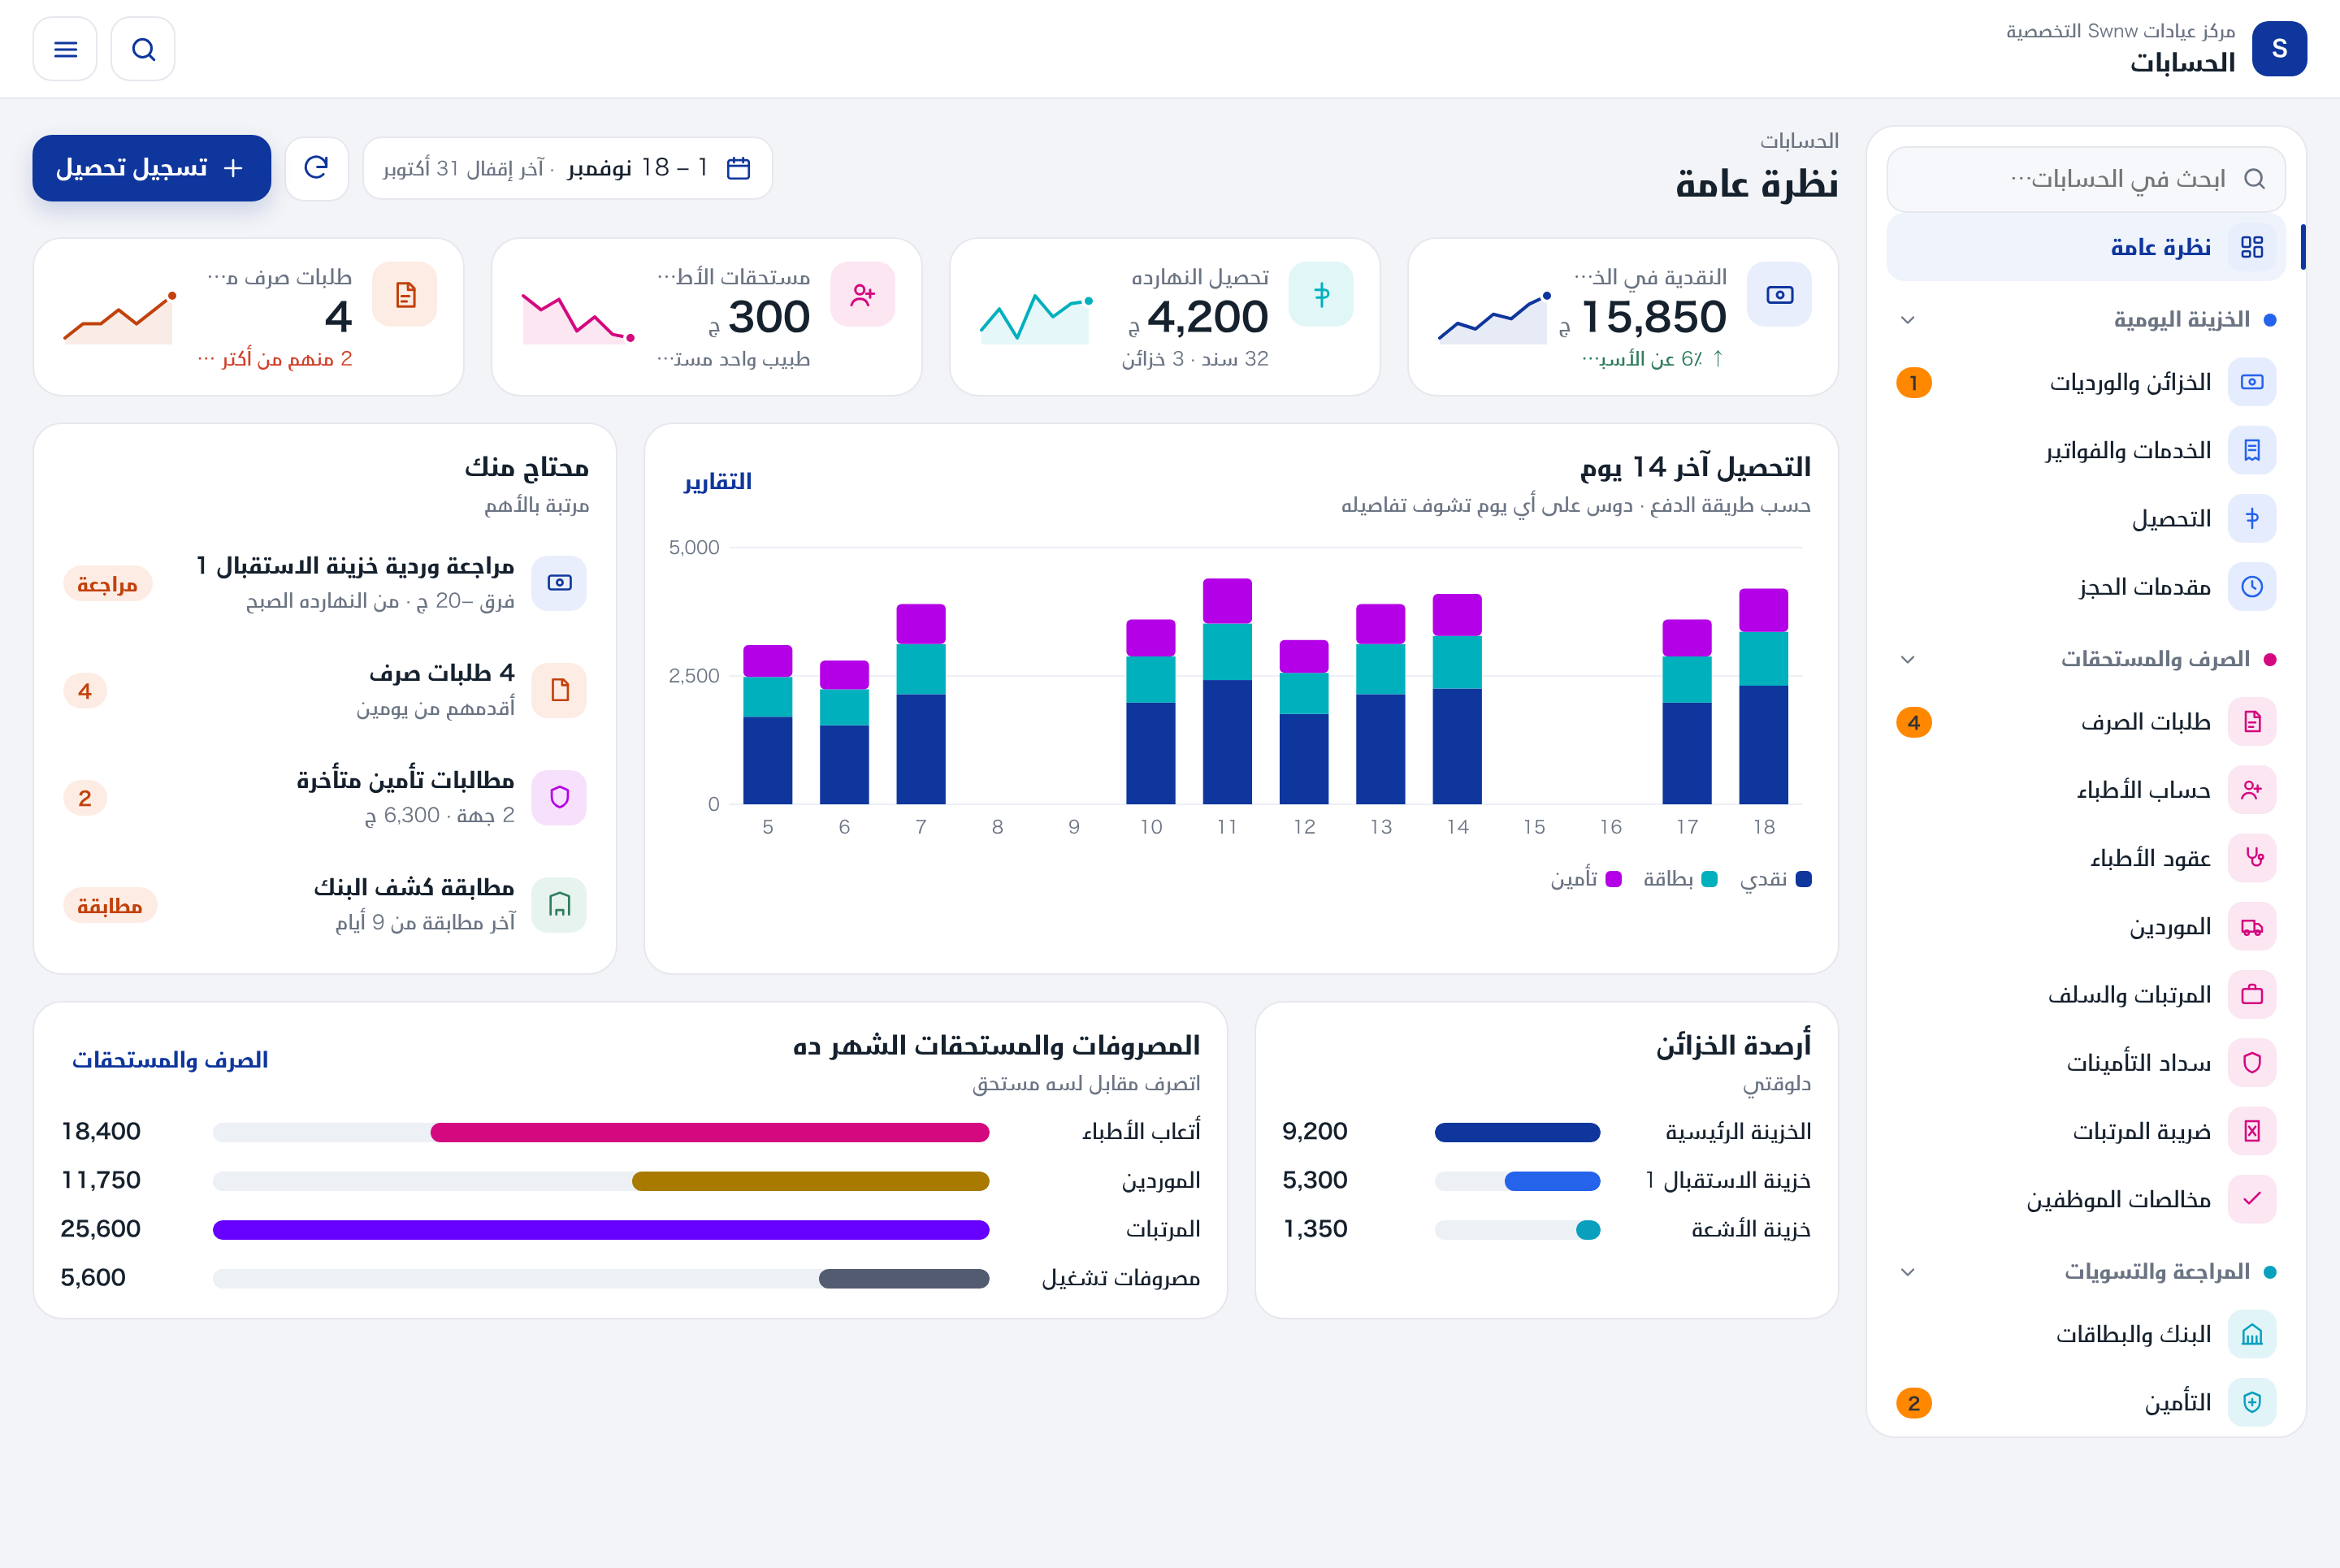 مركز عيادات Swnw التخصصية
الحسابات
S
ابحث في الحسابات...
نظرة عامة
الخزينة اليومية
الخزائن والورديات
1
الخدمات والفواتير
التحصيل
مقدمات الحجز
الصرف والمستحقات
طلبات الصرف
4
حساب الأطباء
عقود الأطباء
الموردين
المرتبات والسلف
سداد التأمينات
ضريبة المرتبات
مخالصات الموظفين
المراجعة والتسويات
البنك والبطاقات
التأمين
2
الحسابات
نظرة عامة
1 – 18 نوفمبر · آخر إقفال 31 أكتوبر
تسجيل تحصيل
النقدية في الخ...
15,850 ج
↑ 6٪ عن الأسب...
تحصيل النهارده
4,200 ج
32 سند · 3 خزائن
مستحقات الأط...
300 ج
طبيب واحد مست...
طلبات صرف م...
4
2 منهم من أكتر ...
التحصيل آخر 14 يوم
حسب طريقة الدفع · دوس على أي يوم تشوف تفاصيله
التقارير
5,000
2,500
0
5 6 7 8 9 10 11 12 13 14 15 16 17 18
نقدي
بطاقة
تأمين
محتاج منك
مرتبة بالأهم
مراجعة وردية خزينة الاستقبال 1
فرق –20 ج · من النهارده الصبح
مراجعة
4 طلبات صرف
أقدمهم من يومين
4
مطالبات تأمين متأخرة
2 جهة · 6,300 ج
2
مطابقة كشف البنك
آخر مطابقة من 9 أيام
مطابقة
أرصدة الخزائن
دلوقتي
الخزينة الرئيسية 9,200
خزينة الاستقبال 1 5,300
خزينة الأشعة 1,350
المصروفات والمستحقات الشهر ده
اتصرف مقابل لسه مستحق
الصرف والمستحقات
أتعاب الأطباء 18,400
الموردين 11,750
المرتبات 25,600
مصروفات تشغيل 5,600